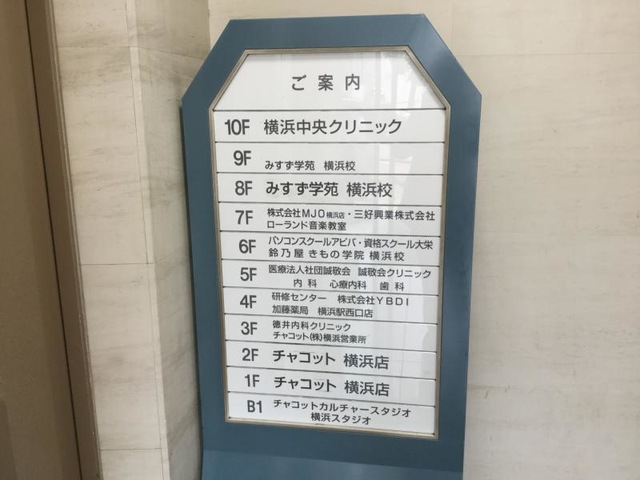 ご案内
10F 横浜中央クリニック
9F みすず学苑 横浜校
8F みすず学苑 横浜校
7F 株式会社MJO横浜店・三好興業株式会社
ローランド音楽教室
6F パソコンスクールアビバ・資格スクール大栄
鈴乃屋 きもの学院 横浜校
5F 医療法人社団誠敬会 誠敬会クリニック
内科 心療内科 歯科
4F 研修センター 株式会社YBDI
加藤薬局 横浜駅西口店
3F 徳井内科クリニック
チャコット(株)横浜営業所
2F チャコット 横浜店
1F チャコット 横浜店
B1 チャコットカルチャースタジオ
横浜スタジオ